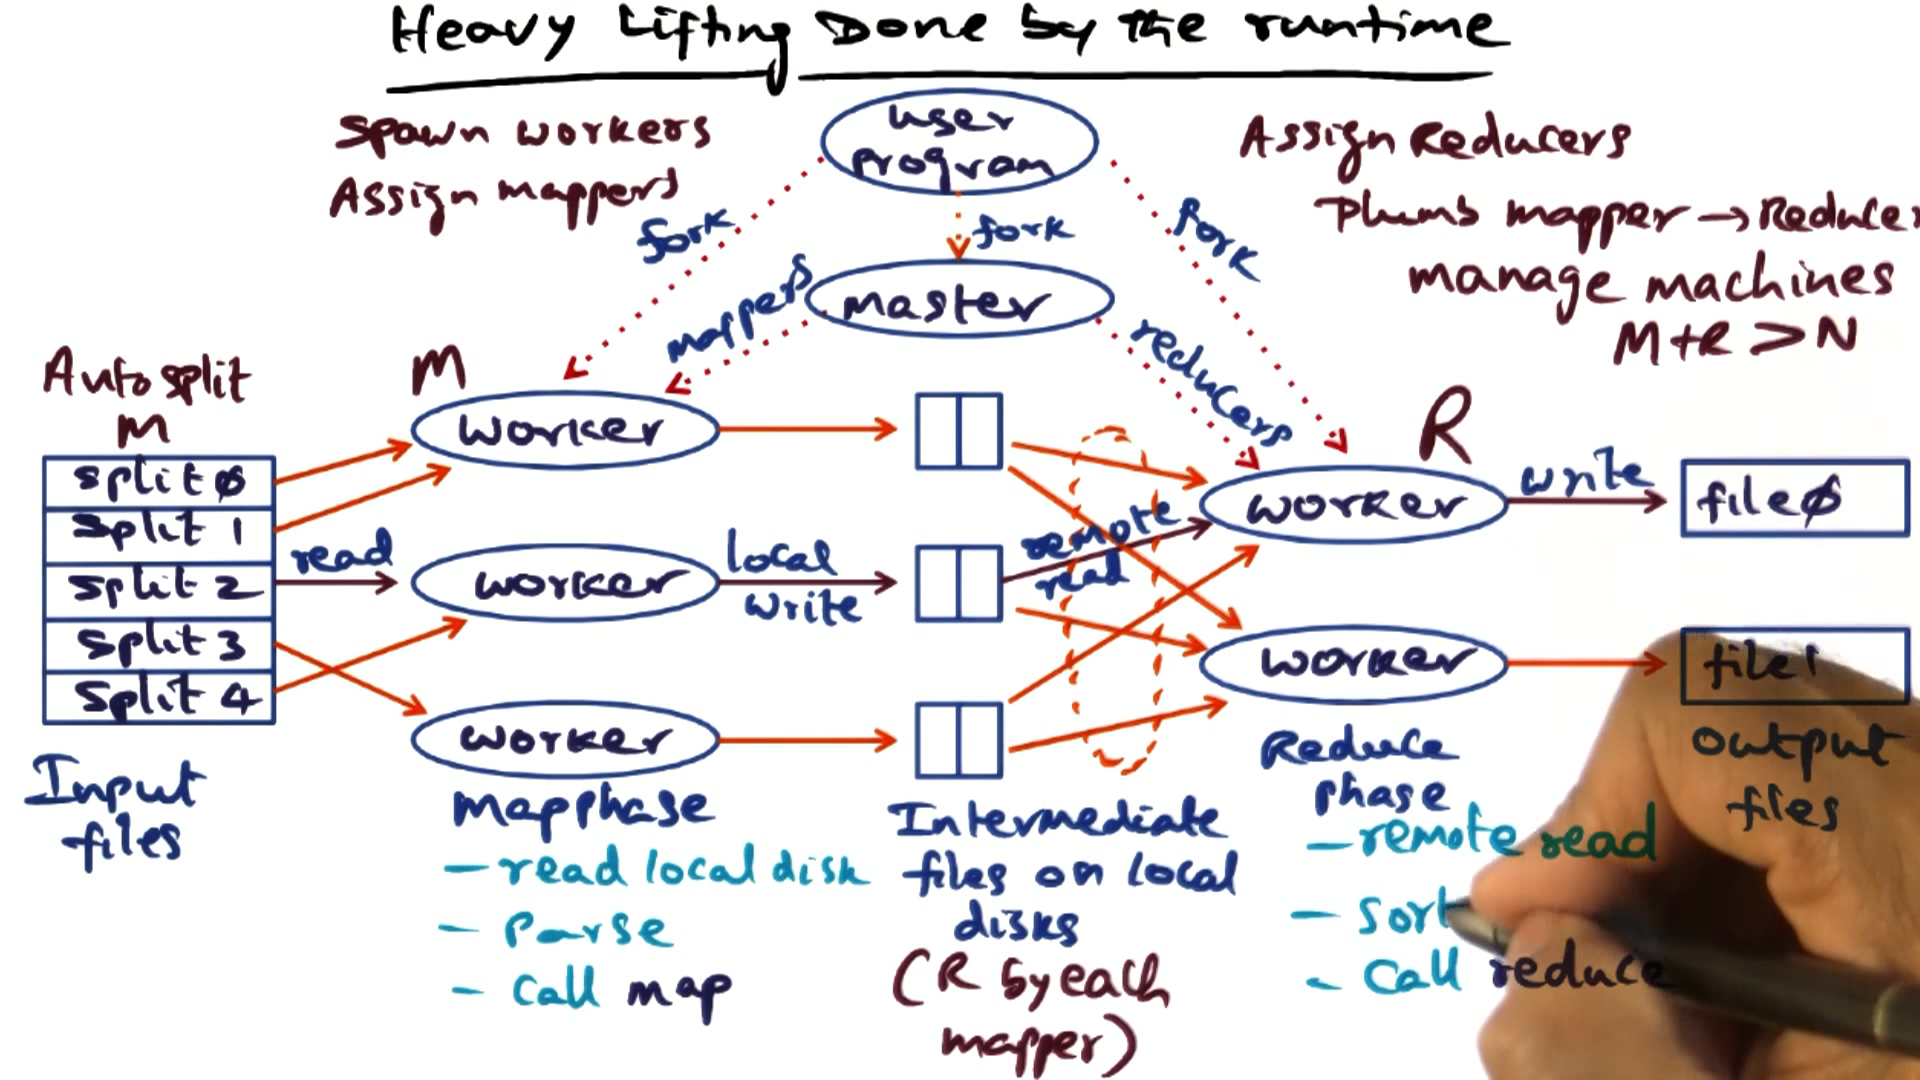 Heavy Lifting Done by the runtime
Spawn workers
Assign mappers
user
program
Assign Reducers
Plumb mapper → Reducer
manage machines
M+R > N
fork
fork
fork
master
mappers
reducers
Auto split
M
split 0
Split 1
Split 2
Split 3
Split 4
Input
files
read
M
worker
worker
worker
local
write
remote
read
R
worker
worker
write
file 0
file 1
output
files
Map phase
- read local disk
- Parse
- Call map
Intermediate
files on local
disks
(R by each
mapper)
Reduce
phase
- remote read
- Sort
- Call reduce